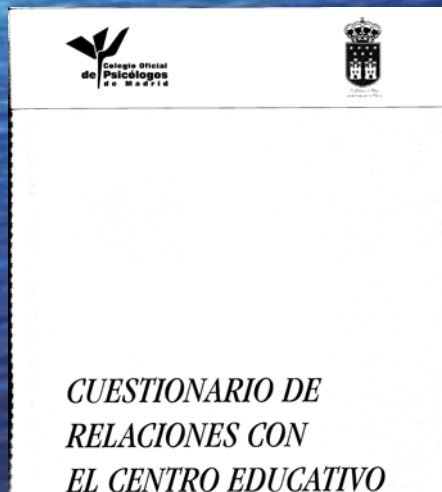 Colegio Oficial
de Psicólogos
de Madrid
CUESTIONARIO DE
RELACIONES CON
EL CENTRO EDUCATIVO